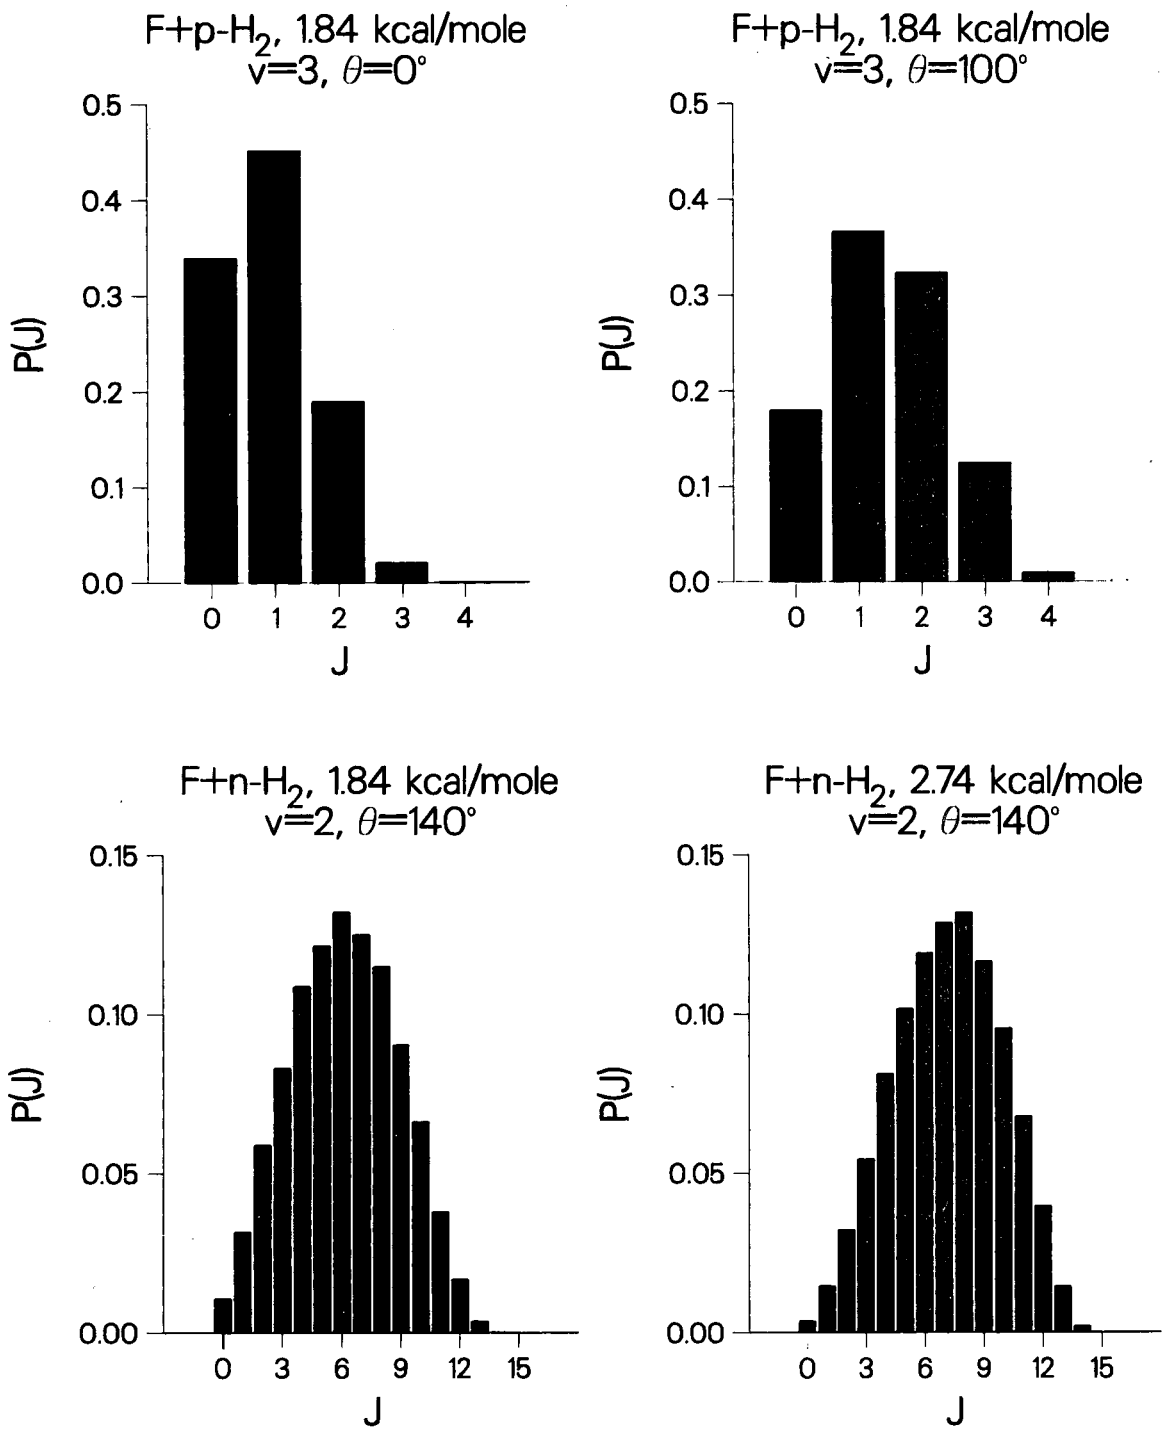 F+p-H₂, 1.84 kcal/mole
v=3, θ=0°
0.5
0.4
0.3
0.2
0.1
0.0
P(J)
0 1 2 3 4
J
F+p-H₂, 1.84 kcal/mole
v=3, θ=100°
0.5
0.4
0.3
0.2
0.1
0.0
P(J)
0 1 2 3 4
J
F+n-H₂, 1.84 kcal/mole
v=2, θ=140°
0.15
0.10
0.05
0.00
P(J)
0 3 6 9 12 15
J
F+n-H₂, 2.74 kcal/mole
v=2, θ=140°
0.15
0.10
0.05
0.00
P(J)
0 3 6 9 12 15
J